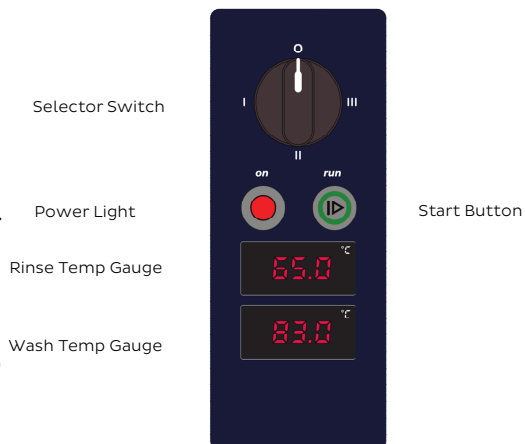 O
Selector Switch
I
III
II
on
run
Power Light
Start Button
°C
Rinse Temp Gauge
65.0
°C
83.0
Wash Temp Gauge